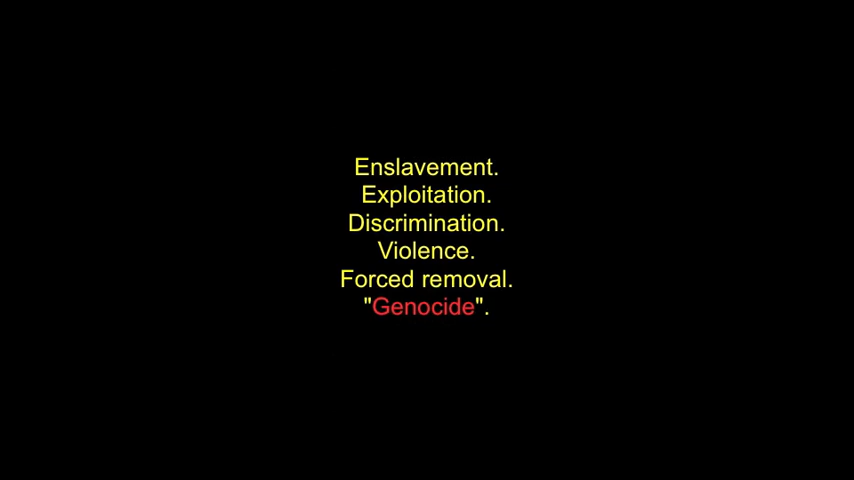 Enslavement.
Exploitation.
Discrimination.
Violence.
Forced removal.
"Genocide".